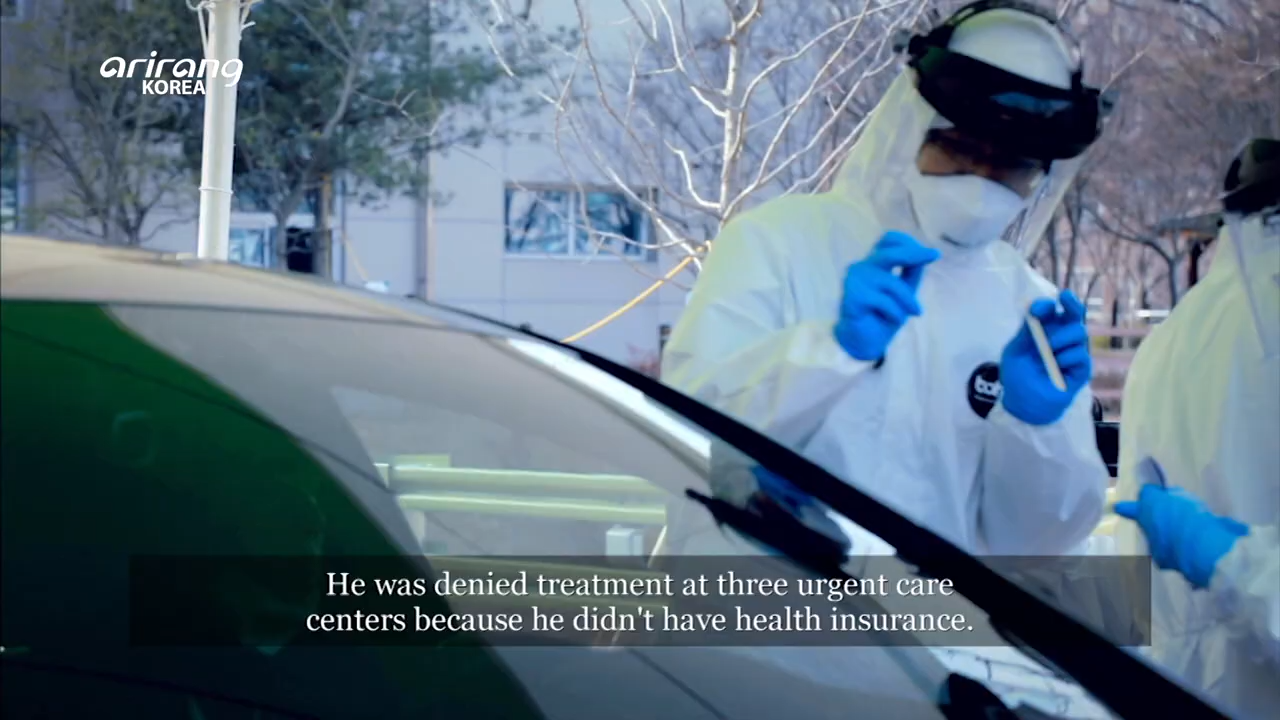 arirang
KOREA
He was denied treatment at three urgent care
centers because he didn't have health insurance.